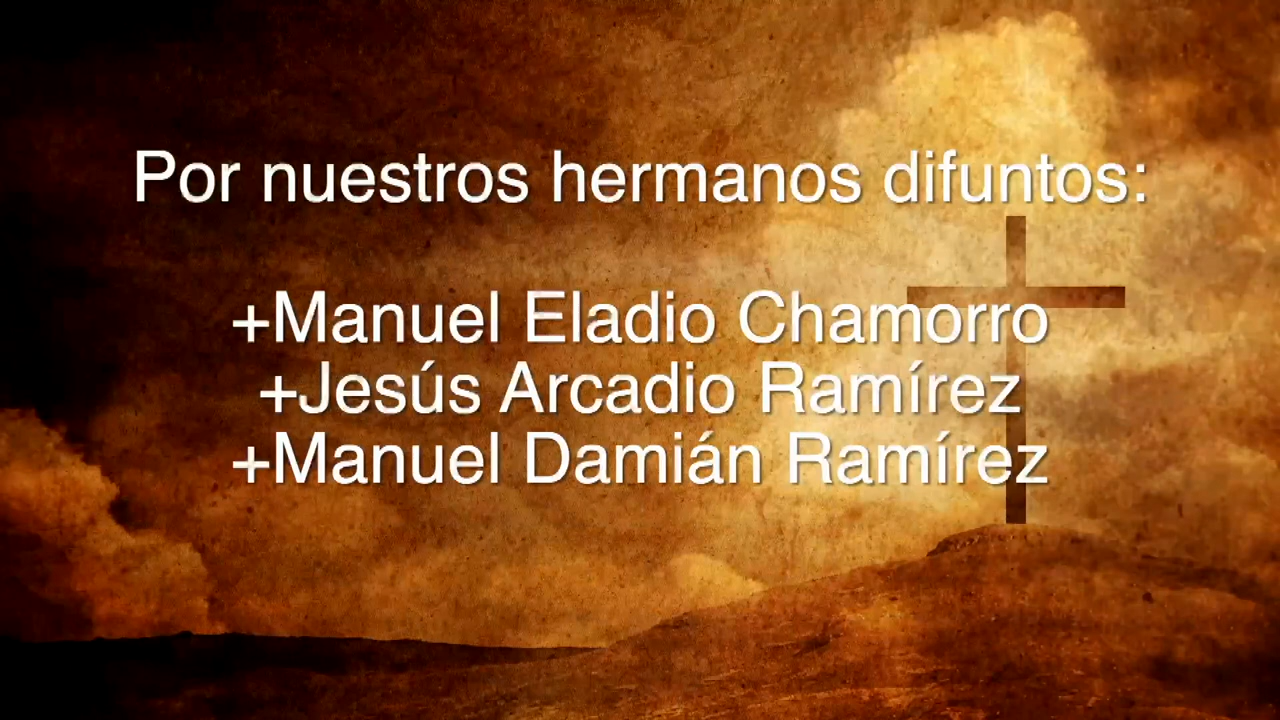 Por nuestros hermanos difuntos:
+Manuel Eladio Chamorro
+Jesús Arcadio Ramírez
+Manuel Damián Ramírez